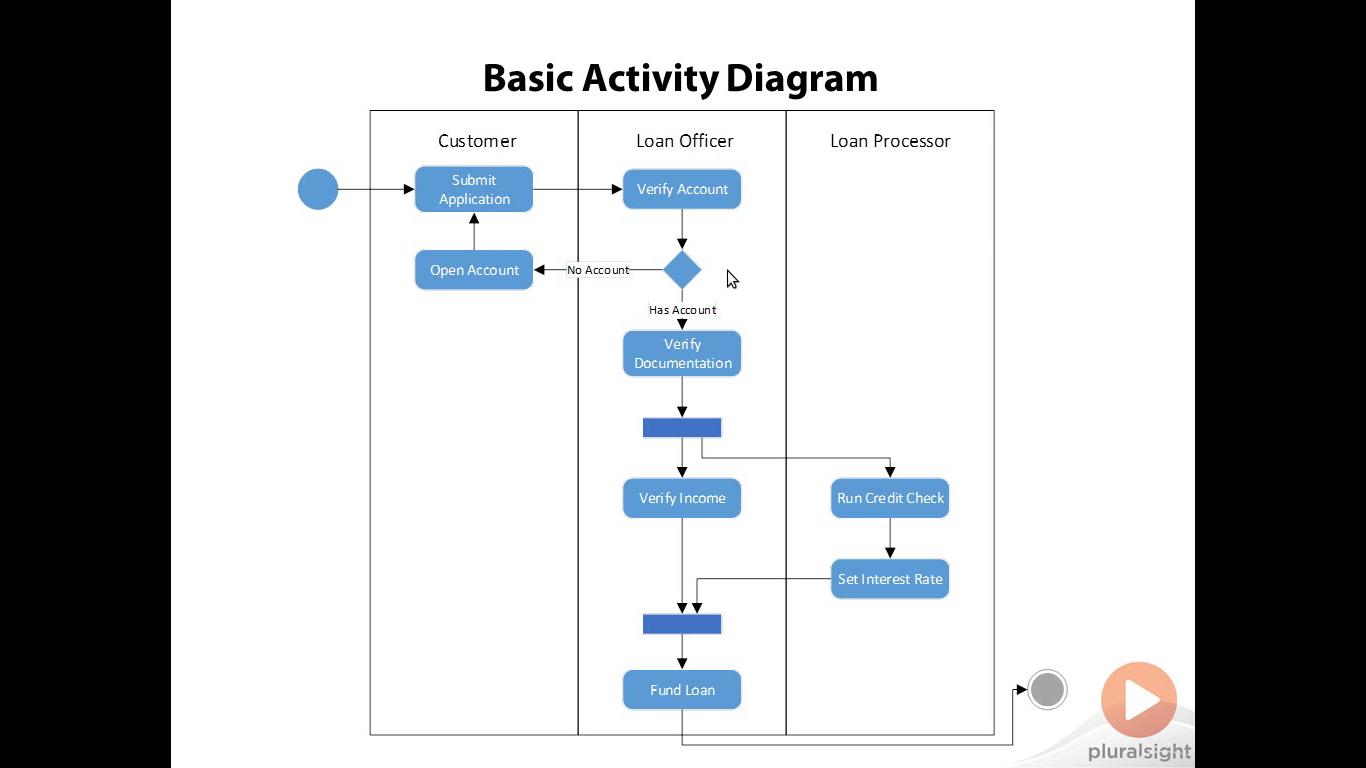 Basic Activity Diagram
Customer
Loan Officer
Loan Processor
Submit
Application
Verify Account
Open Account
No Account
Has Account
Verify
Documentation
Verify Income
Run Credit Check
Set Interest Rate
Fund Loan
pluralsight